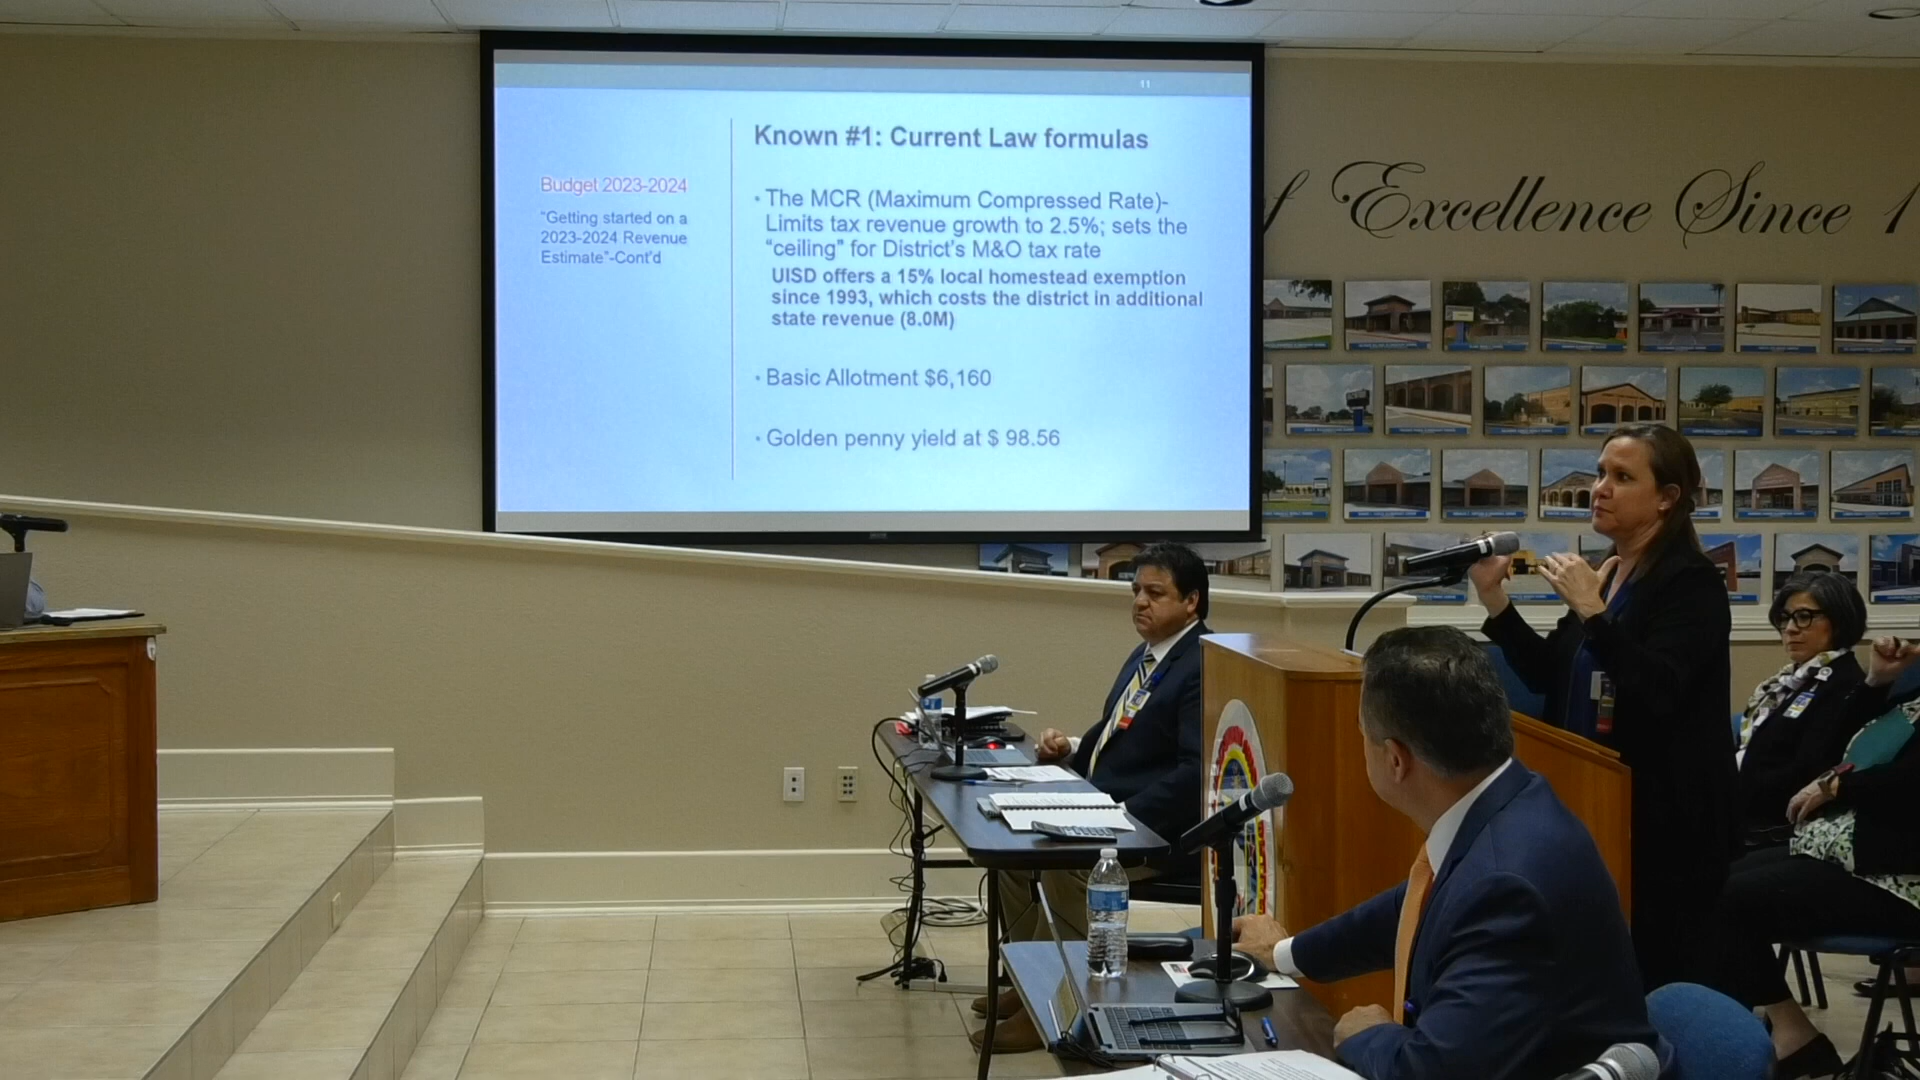 11
Known #1: Current Law formulas
Budget 2023-2024
"Getting started on a
2023-2024 Revenue
Estimate"-Cont'd
• The MCR (Maximum Compressed Rate)-
Limits tax revenue growth to 2.5%; sets the
"ceiling" for District's M&O tax rate
UISD offers a 15% local homestead exemption
since 1993, which costs the district in additional
state revenue (8.0M)
• Basic Allotment $6,160
• Golden penny yield at $ 98.56
of Excellence Since 1